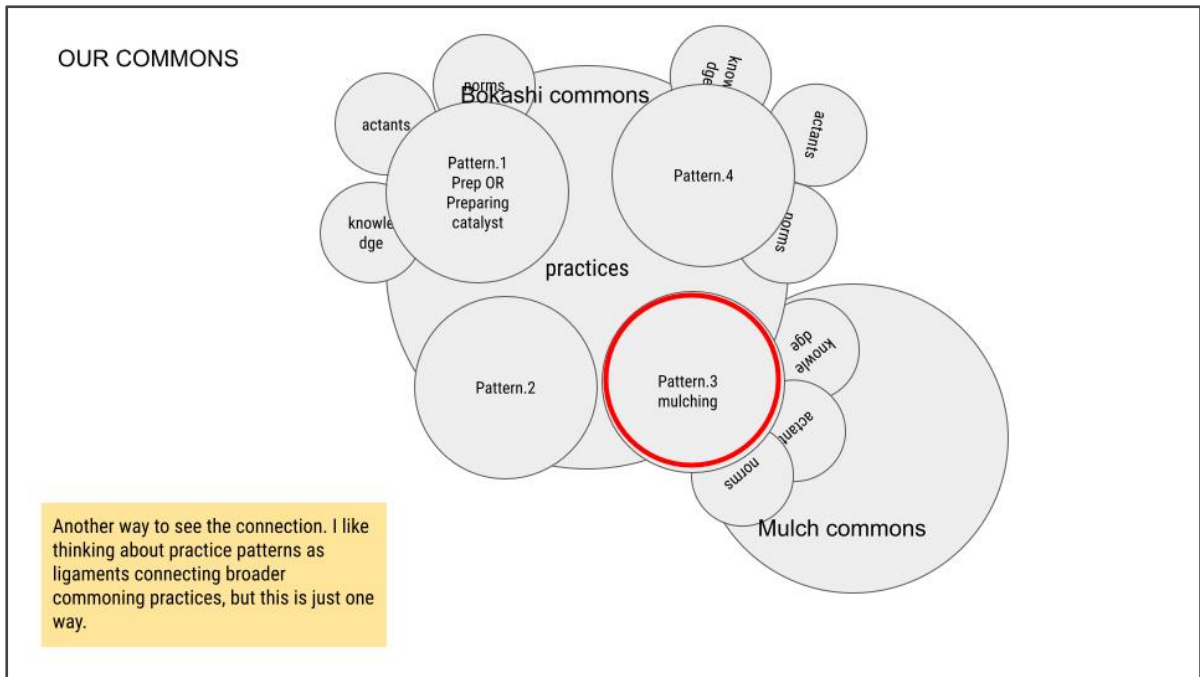 OUR COMMONS
norms
Bokashi commons
actants
Pattern.1
Prep OR
Preparing
catalyst
knowle
dge
know
dge
actants
Pattern.4
norms
practices
Pattern.2
Pattern.3
mulching
knowle
dge
actant
norms
Mulch commons
Another way to see the connection. I like
thinking about practice patterns as
ligaments connecting broader
commoning practices, but this is just one
way.